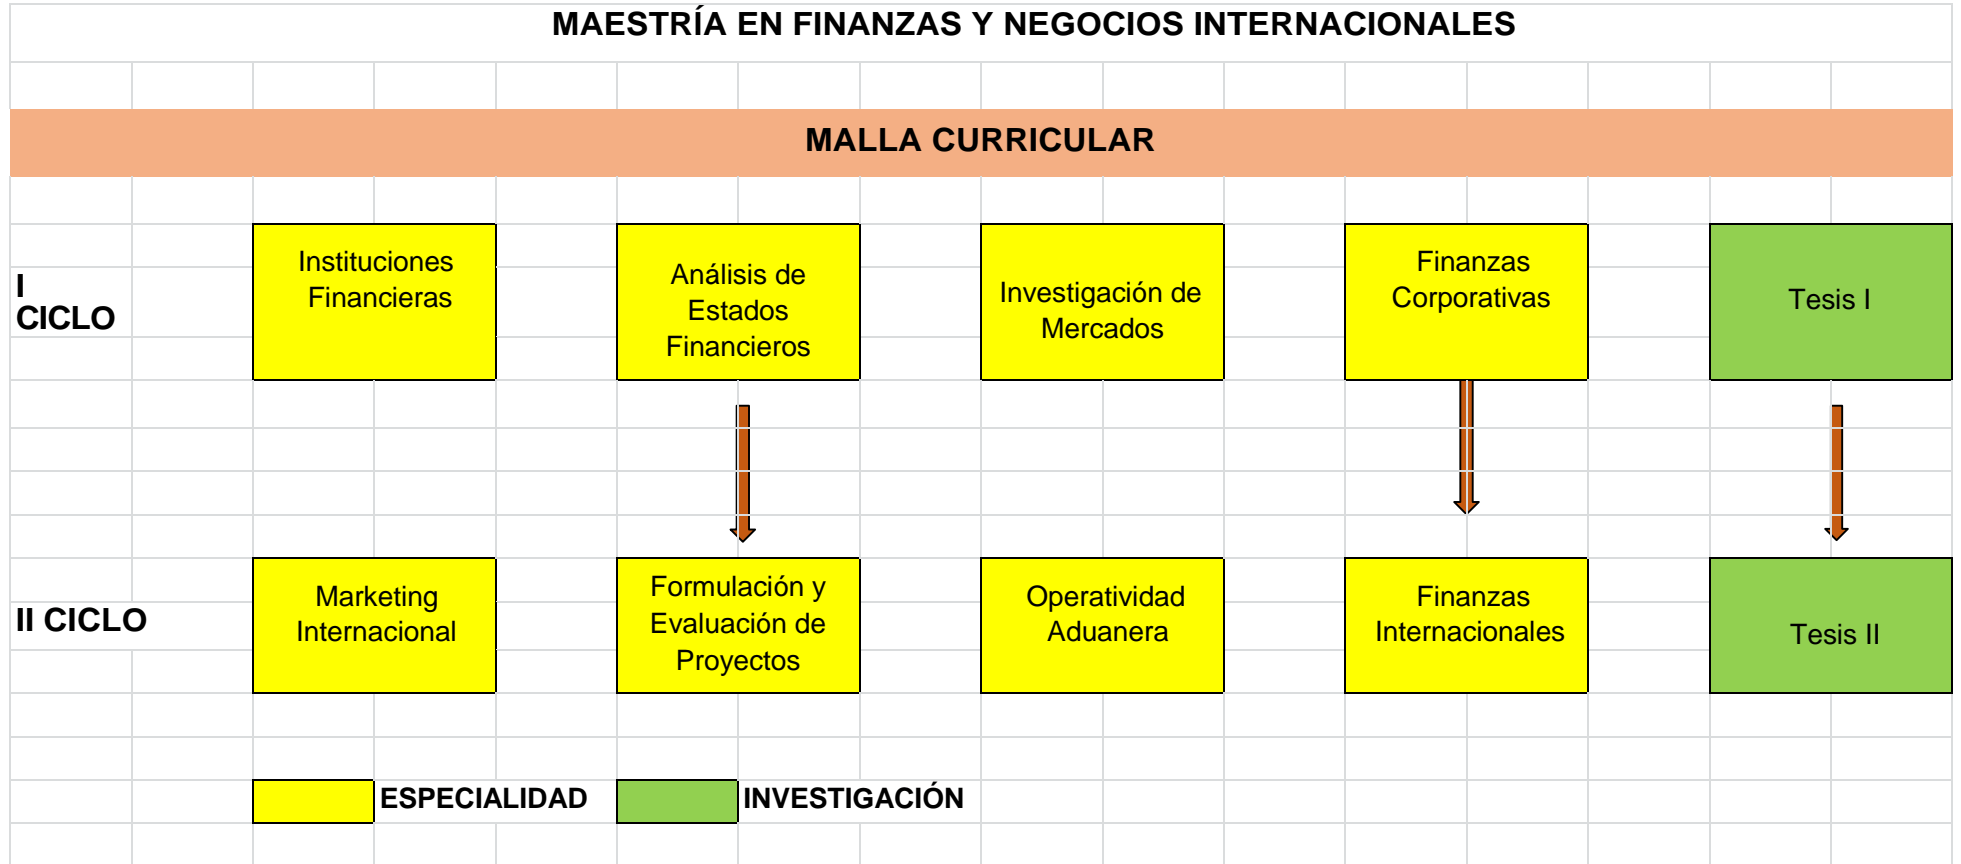 MAESTRÍA EN FINANZAS Y NEGOCIOS INTERNACIONALES
MALLA CURRICULAR
I
CICLO
Instituciones
Financieras
Análisis de
Estados
Financieros
Investigación de
Mercados
Finanzas
Corporativas
Tesis I
II CICLO
Marketing
Internacional
Formulación y
Evaluación de
Proyectos
Operatividad
Aduanera
Finanzas
Internacionales
Tesis II
ESPECIALIDAD
INVESTIGACIÓN